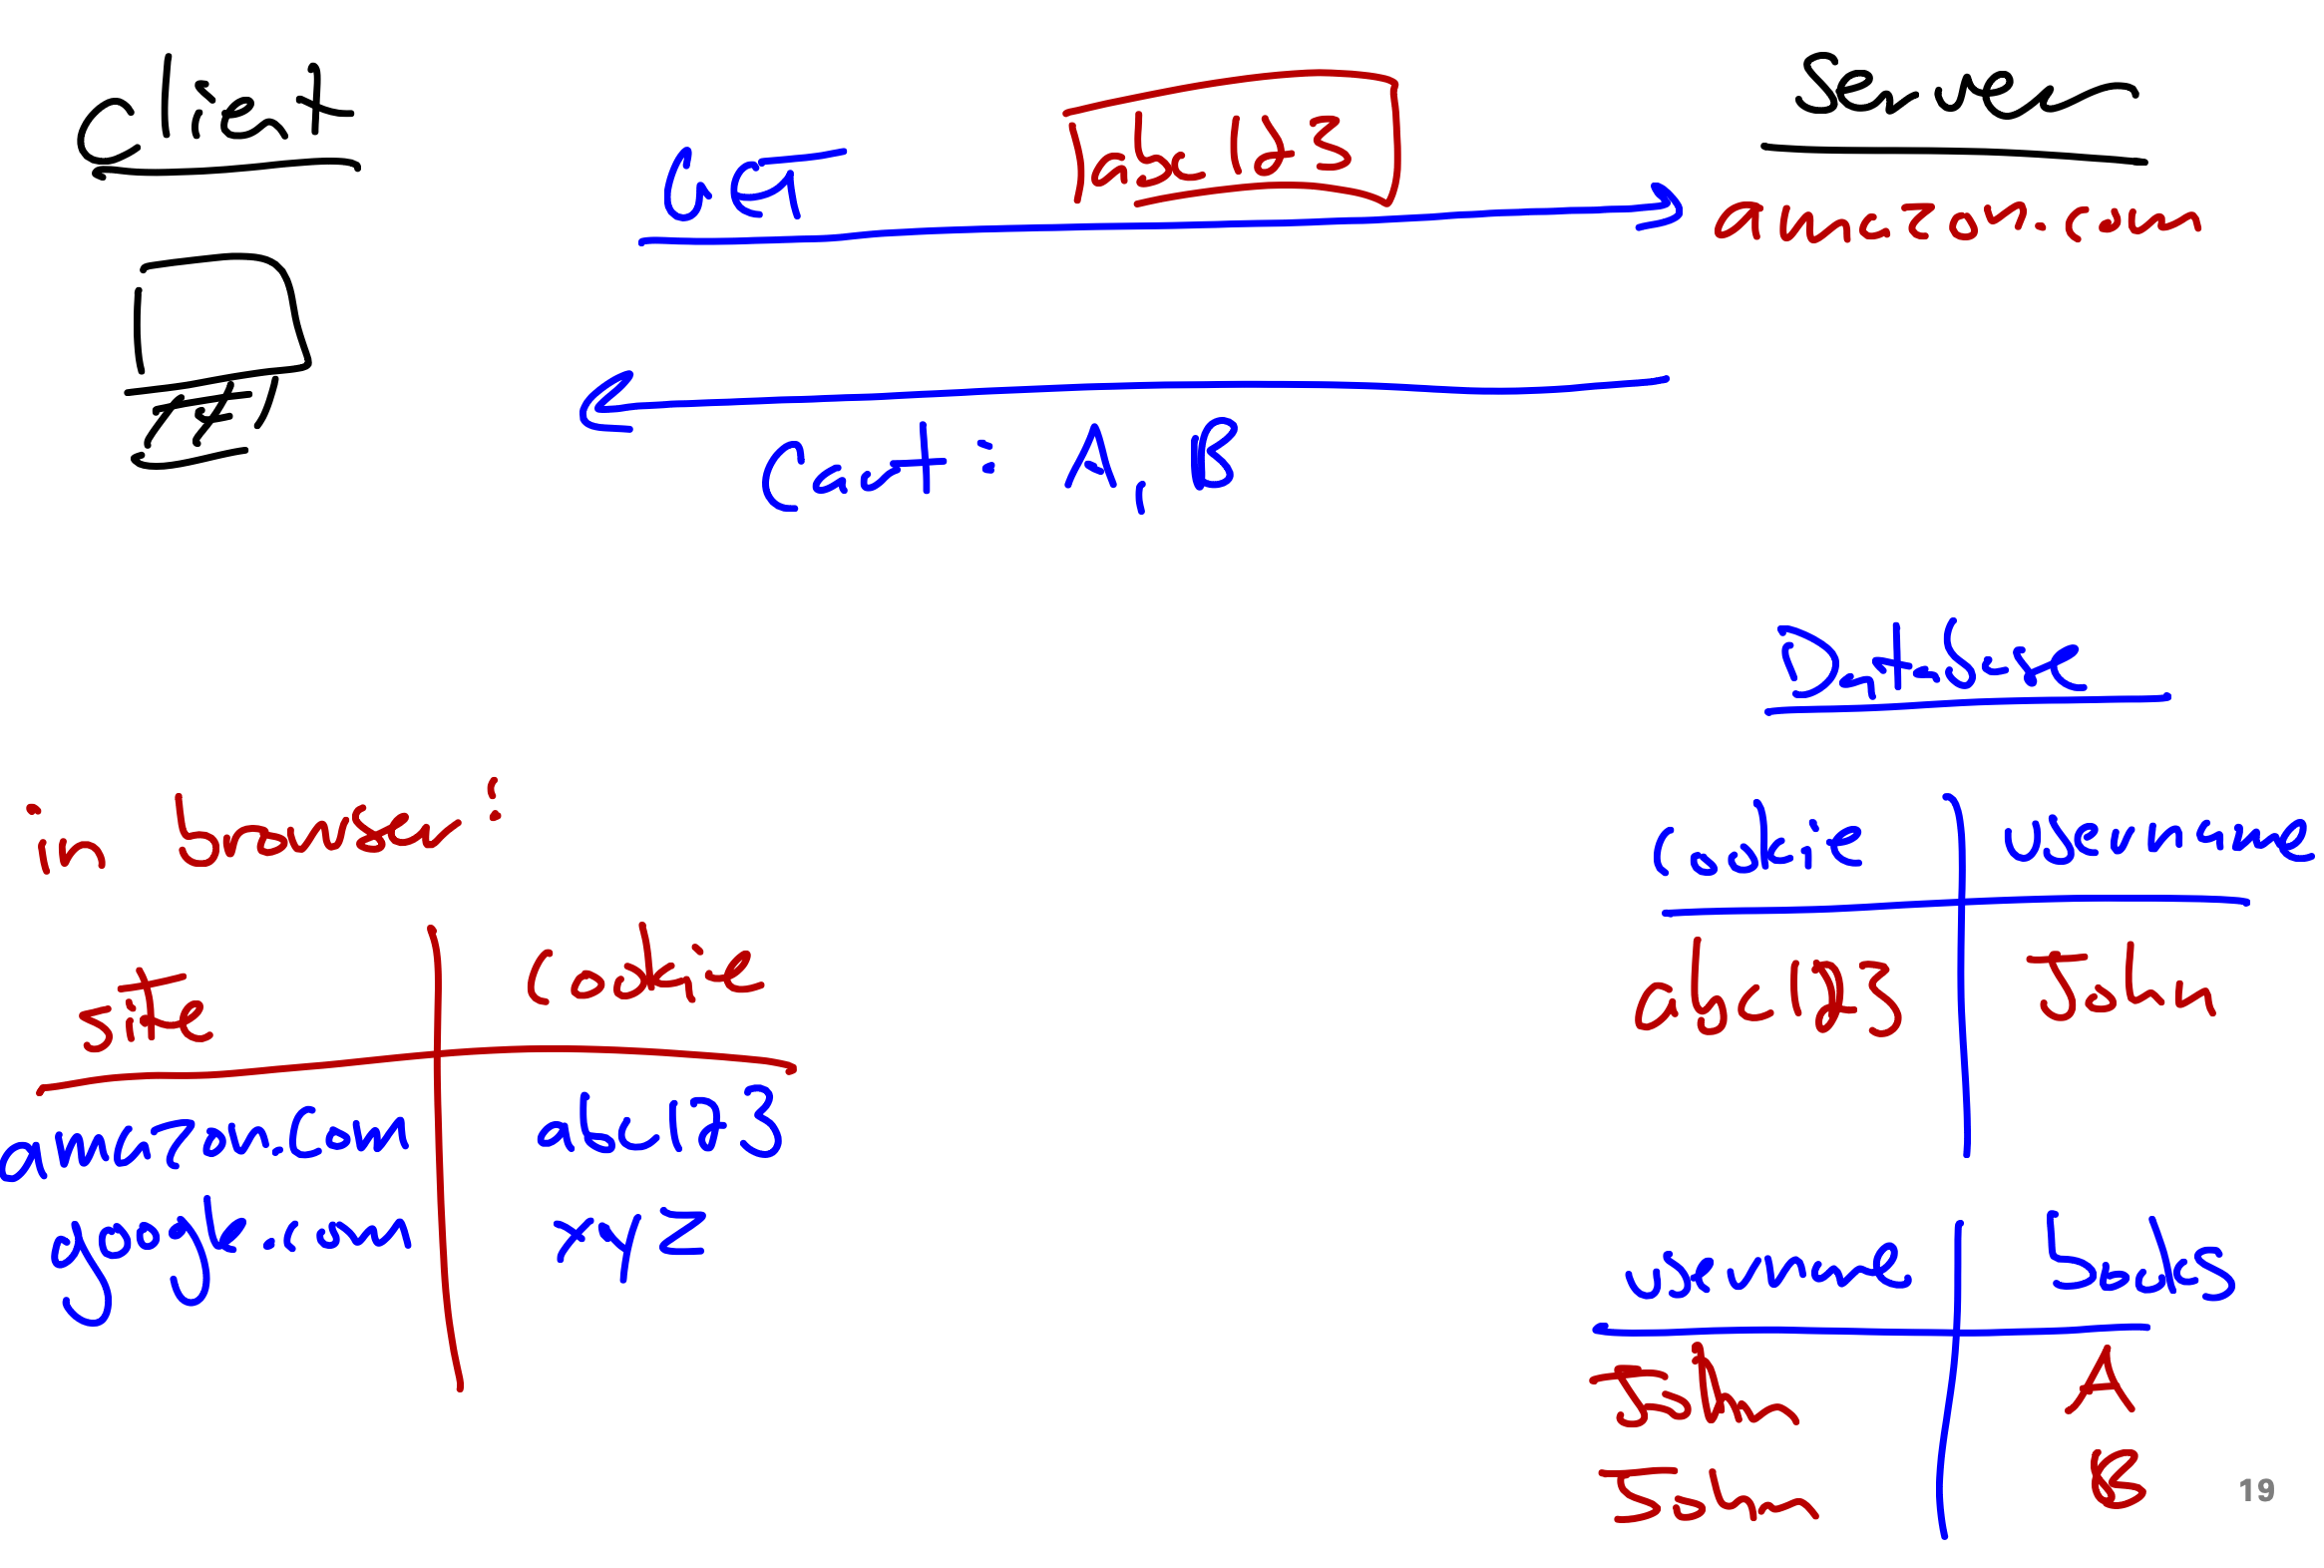 Client
Server
GET
abc123
amazon.com
Cart: A, B
Database
in browser:
cookie
username
site
cookie
abc123
John
amazon.com
abc123
google.com
xyz
username
books
John
A
John
B
19